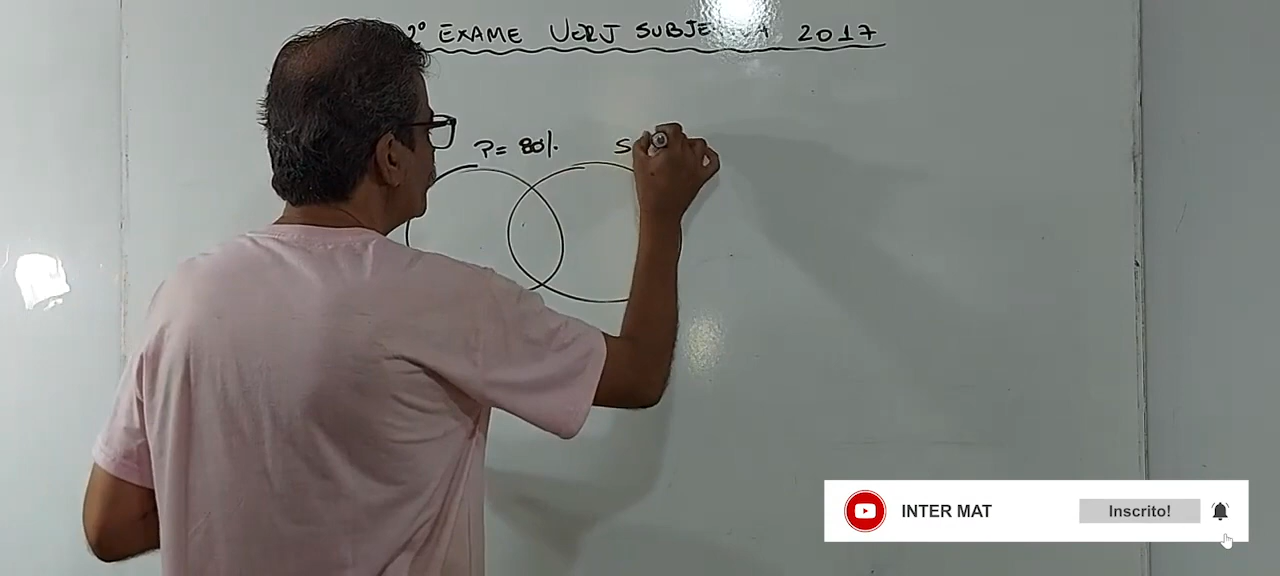 2º EXAME UERJ SUBJE A 2017
P = 80%
S
INTER MAT
Inscrito!